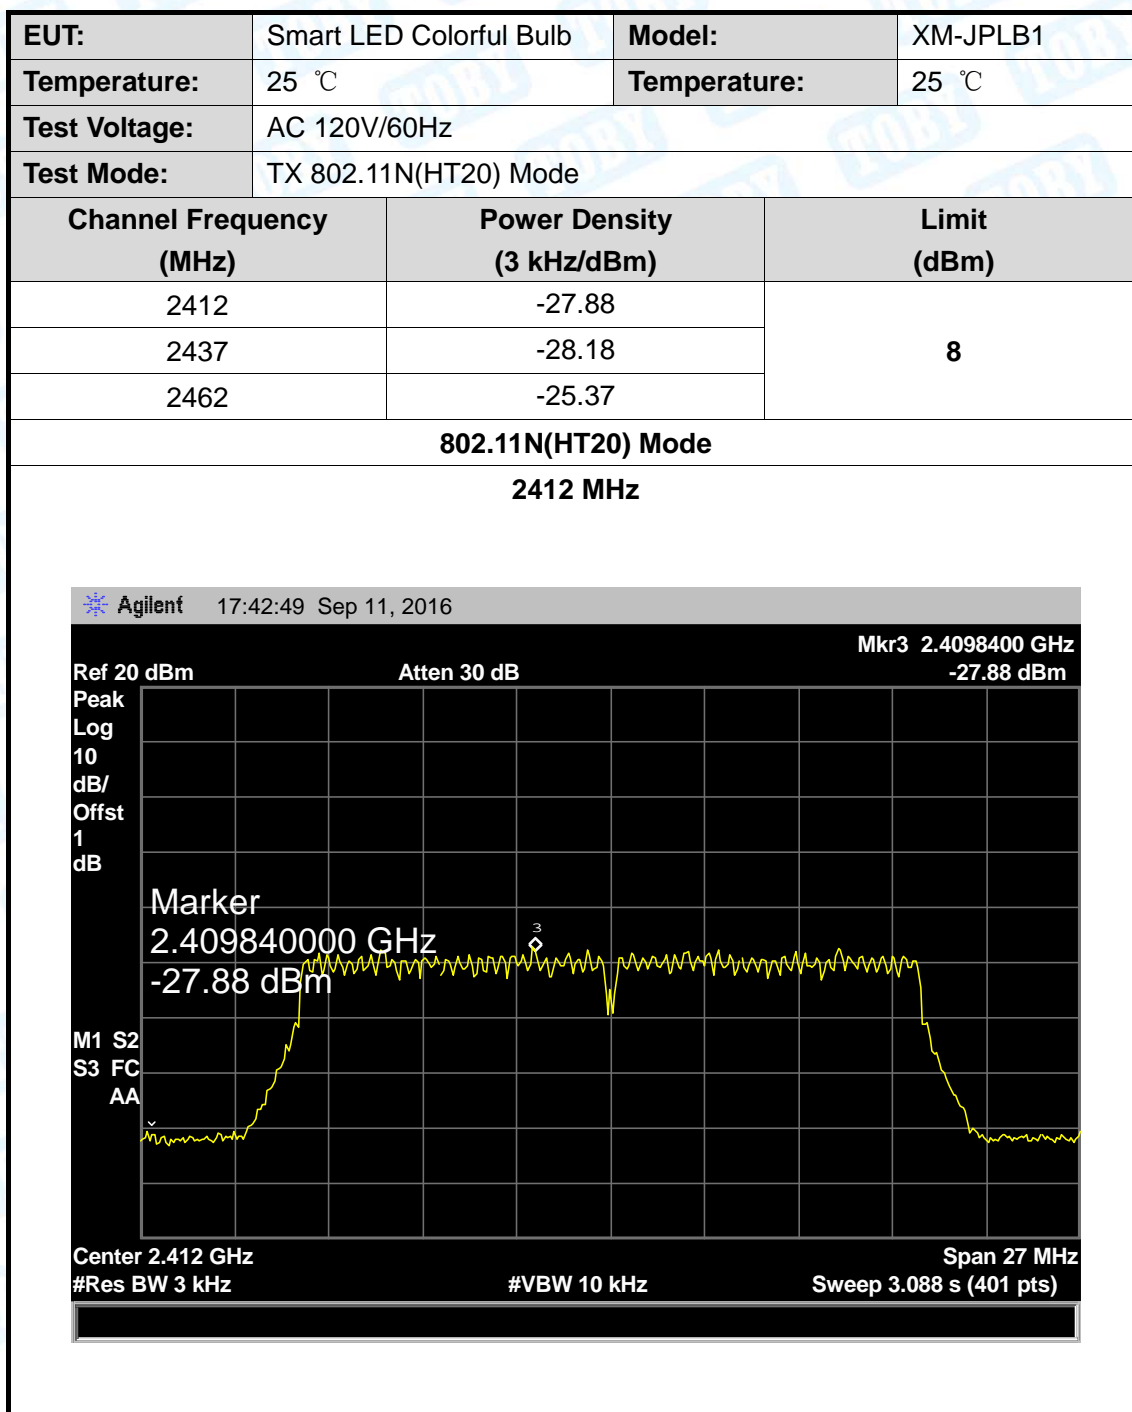 EUT: Smart LED Colorful Bulb Model: XM-JPLB1
Temperature: 25 ℃ Temperature: 25 ℃
Test Voltage: AC 120V/60Hz
Test Mode: TX 802.11N(HT20) Mode
Channel Frequency (MHz) Power Density (3 kHz/dBm) Limit (dBm)
2412 -27.88
2437 -28.18 8
2462 -25.37
802.11N(HT20) Mode
2412 MHz
Agilent 17:42:49 Sep 11, 2016
Mkr3 2.4098400 GHz
Ref 20 dBm Atten 30 dB -27.88 dBm
Peak
Log
10
dB/
Offst
1
dB
Marker
2.409840000 GHz
-27.88 dBm
3
M1 S2
S3 FC
AA
Center 2.412 GHz Span 27 MHz
#Res BW 3 kHz #VBW 10 kHz Sweep 3.088 s (401 pts)
TOBY